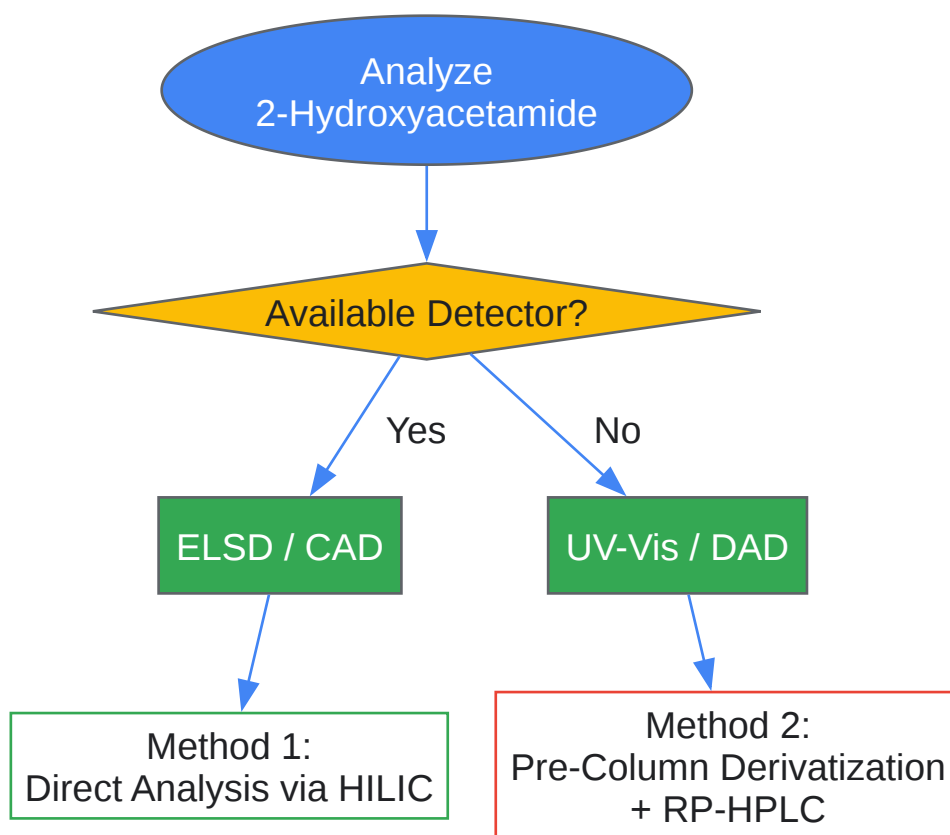 Analyze
2-Hydroxyacetamide
Available Detector?
Yes
No
ELSD / CAD
UV-Vis / DAD
Method 1:
Direct Analysis via HILIC
Method 2:
Pre-Column Derivatization
+ RP-HPLC